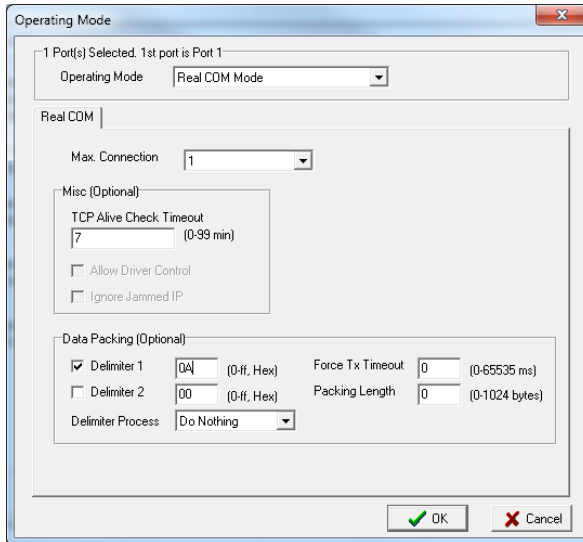 Operating Mode
1 Port(s) Selected. 1st port is Port 1
Operating Mode Real COM Mode
Real COM
Max. Connection 1
Misc (Optional)
TCP Alive Check Timeout
7 (0-99 min)
Allow Driver Control
Ignore Jammed IP
Data Packing (Optional)
Delimiter 1 0A (0-ff, Hex) Force Tx Timeout 0 (0-65535 ms)
Delimiter 2 00 (0-ff, Hex) Packing Length 0 (0-1024 bytes)
Delimiter Process Do Nothing
OK Cancel